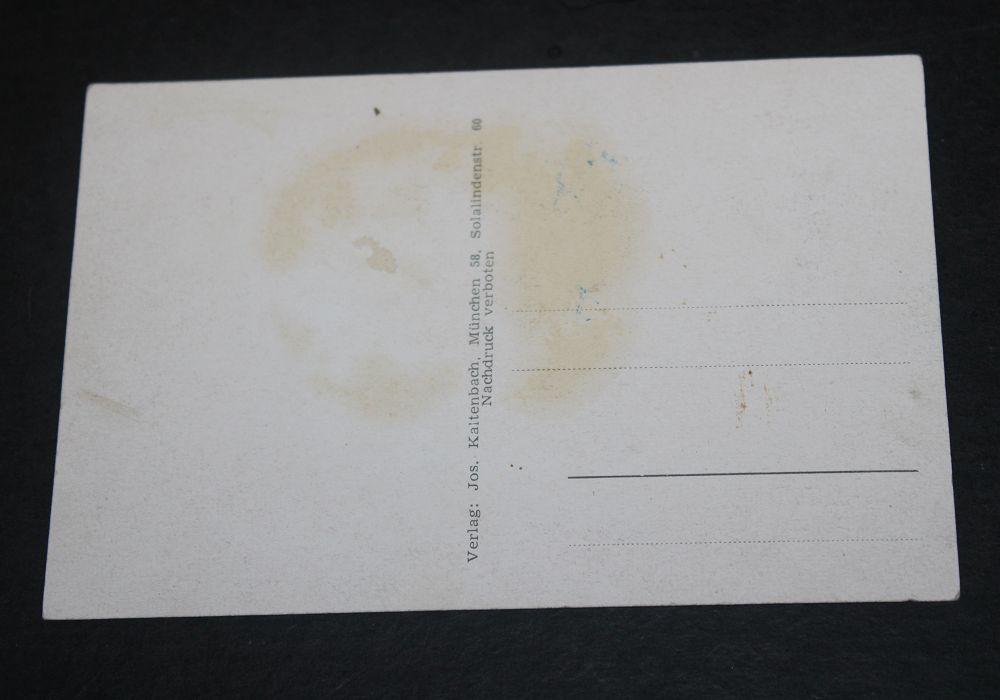 Verlag: Jos. Kaltenbach, München 58. Solalindenstr. 60
Nachdruck verboten